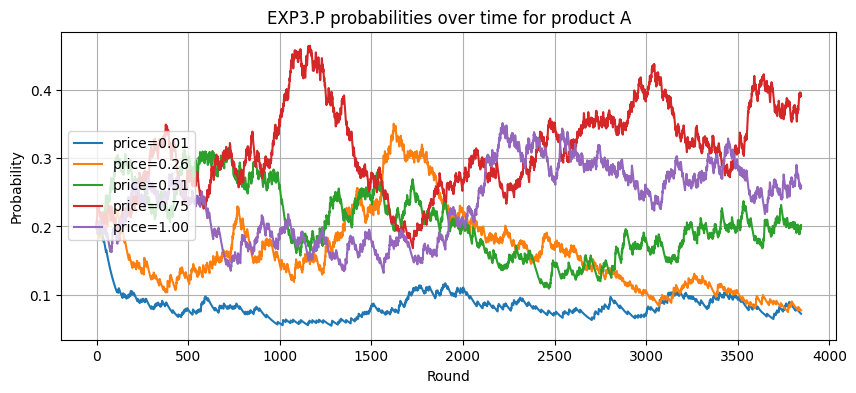 EXP3.P probabilities over time for product A
Probability
0.4
0.3
0.2
0.1
price=0.01
price=0.26
price=0.51
price=0.75
price=1.00
0
500
1000
1500
2000
2500
3000
3500
4000
Round